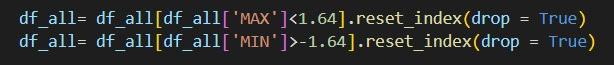 df_all= df_all[df_all['MAX']<1.64].reset_index(drop = True)
df_all= df_all[df_all['MIN']>-1.64].reset_index(drop = True)